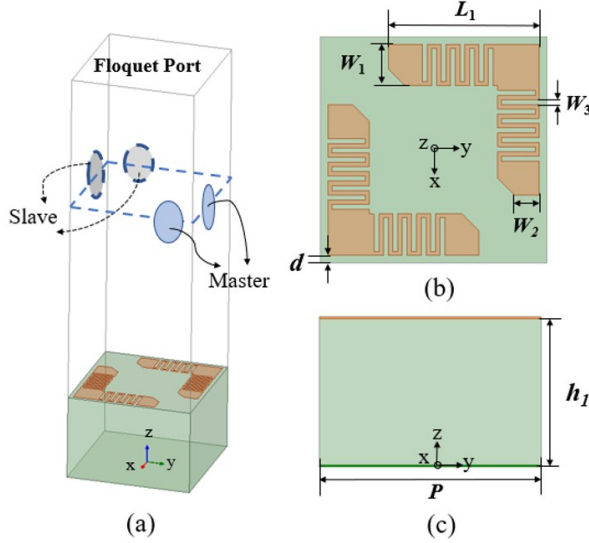 Floquet Port
Slave
Master
z
x
y
(a)
L₁
W₁
W₃
z
y
x
W₂
d
(b)
h₁
z
x
y
P
(c)